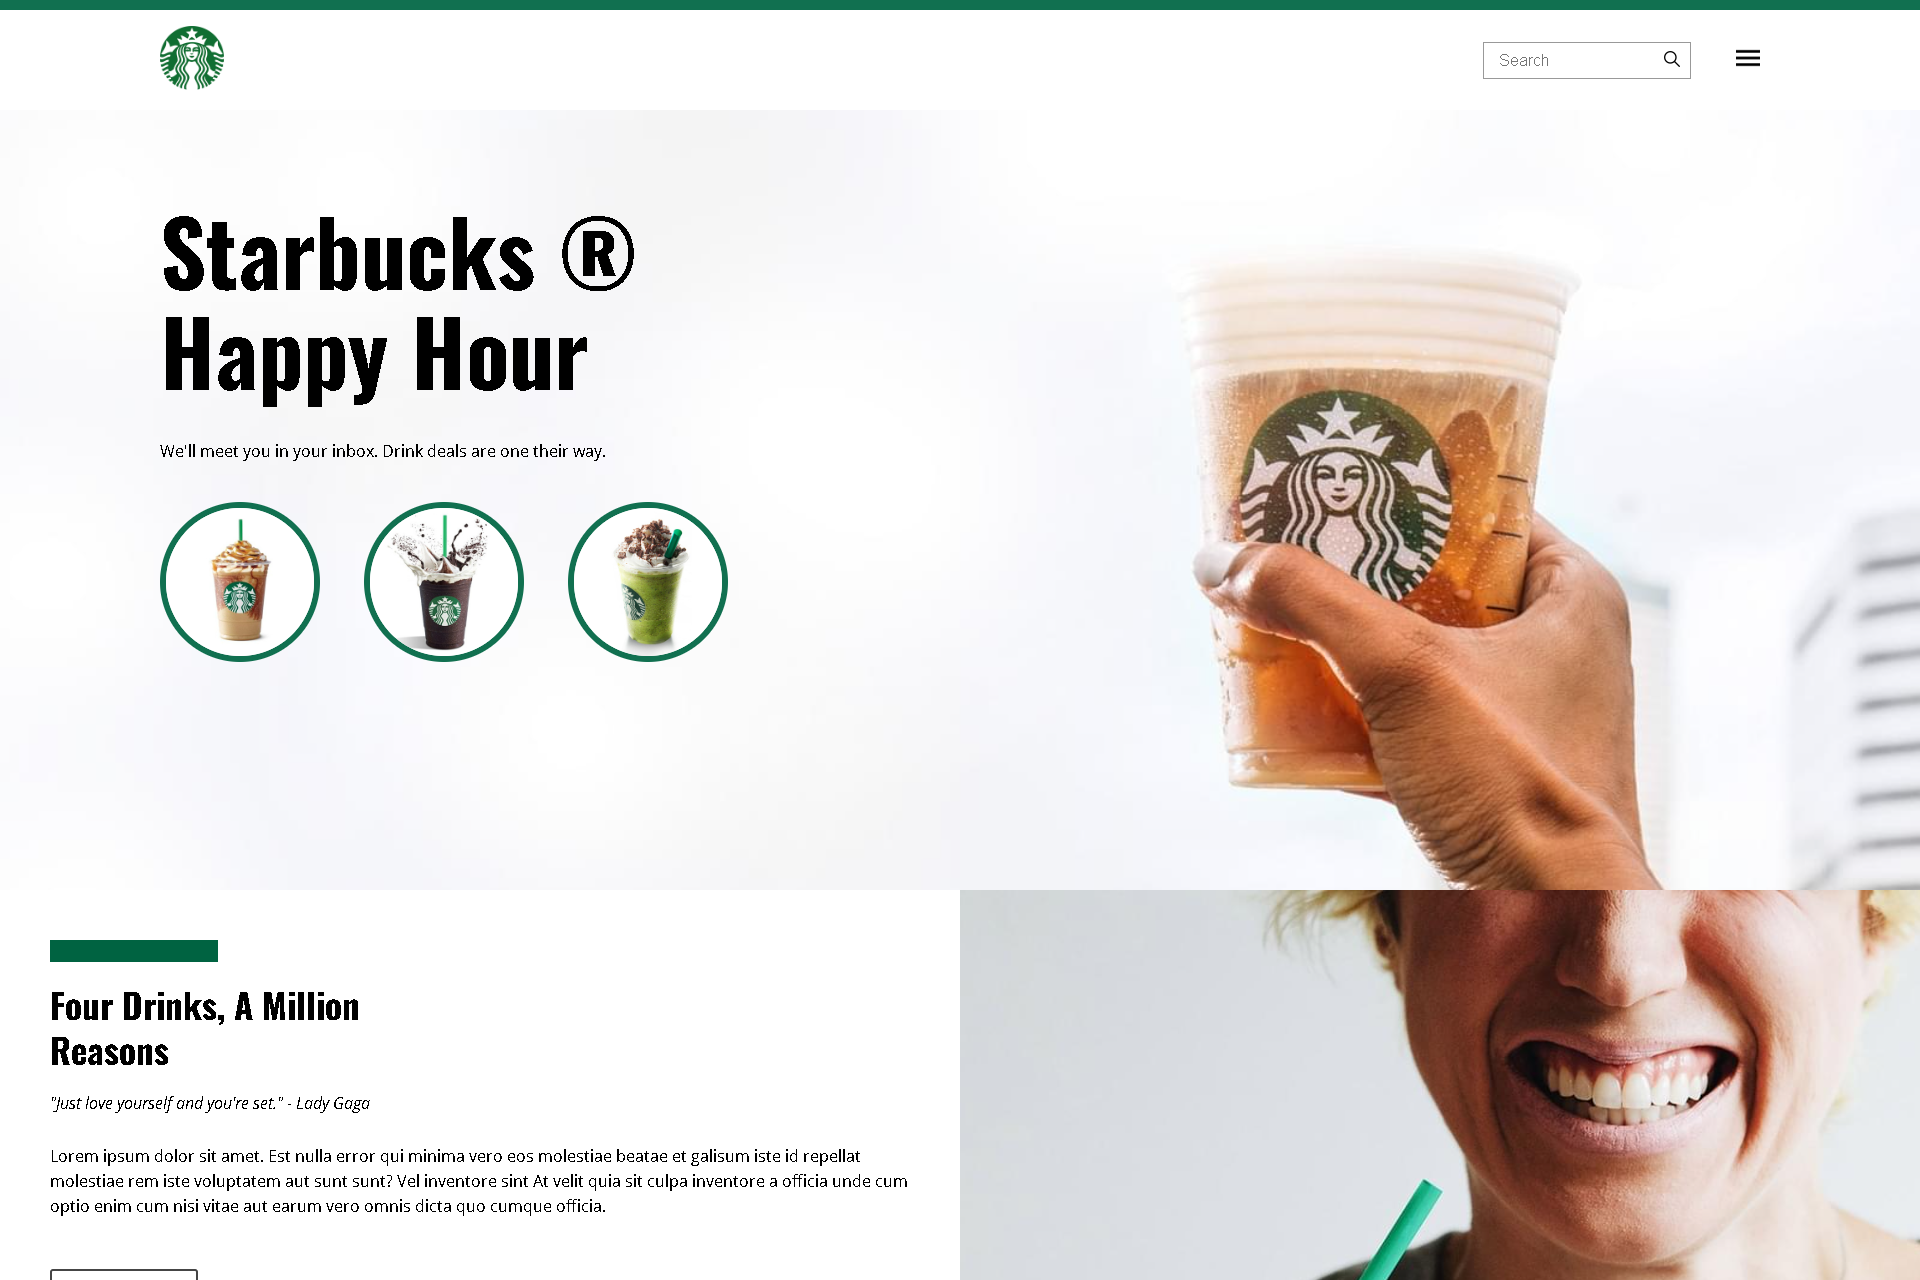 Search
Starbucks ®
Happy Hour
We'll meet you in your inbox. Drink deals are one their way.
Four Drinks, A Million
Reasons
"Just love yourself and you're set." - Lady Gaga
Lorem ipsum dolor sit amet. Est nulla error qui minima vero eos molestiae beatae et galisum iste id repellat
molestiae rem iste voluptatem aut sunt sunt? Vel inventore sint At velit quia sit culpa inventore a officia unde cum
optio enim cum nisi vitae aut earum vero omnis dicta quo cumque officia.